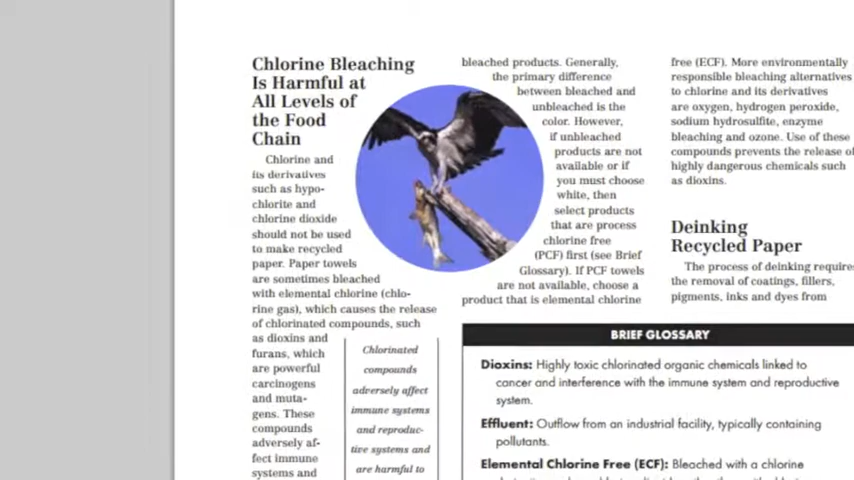 Chlorine Bleaching
Is Harmful at
All Levels of
the Food
Chain
Chlorine and
its derivatives
such as hypo-
chlorite and
chlorine dioxide
should not be used
to make recycled
paper. Paper towels
are sometimes bleached
with elemental chlorine (chlo-
rine gas), which causes the release
of chlorinated compounds, such
as dioxins and
furans, which
are powerful
carcinogens
and muta-
gens. These
compounds
adversely af-
fect immune
systems and
Chlorinated
compounds
adversely affect
immune systems
and reproduc-
tive systems and
are harmful to
bleached products. Generally,
the primary difference
between bleached and
unbleached is the
color. However,
if unbleached
products are not
available or if
you must choose
white, then
select products
that are process
chlorine free
(PCF) first (see Brief
Glossary). If PCF towels
are not available, choose a
product that is elemental chlorine
free (ECF). More environmentally
responsible bleaching alternatives
to chlorine and its derivatives
are oxygen, hydrogen peroxide,
sodium hydrosulfite, enzyme
bleaching and ozone. Use of these
compounds prevents the release of
highly dangerous chemicals such
as dioxins.
Deinking
Recycled Paper
The process of deinking require
the removal of coatings, fillers,
pigments, inks and dyes from
BRIEF GLOSSARY
Dioxins: Highly toxic chlorinated organic chemicals linked to
cancer and interference with the immune system and reproductive
system.
Effluent: Outflow from an industrial facility, typically containing
pollutants.
Elemental Chlorine Free (ECF): Bleached with a chlorine